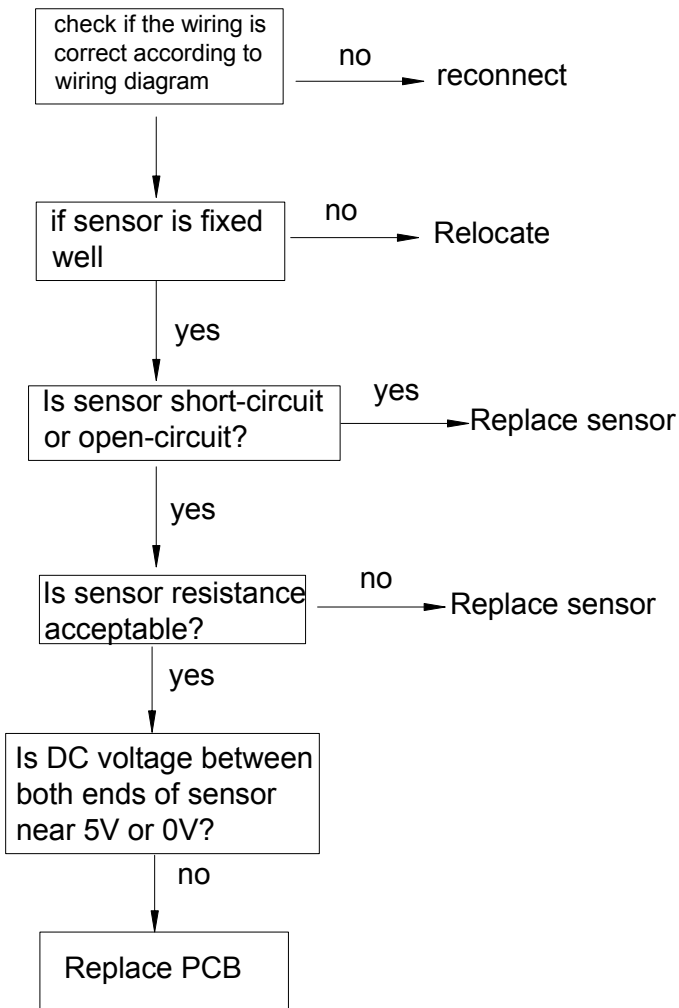 check if the wiring is
correct according to
wiring diagram
no
reconnect
if sensor is fixed
well
no
Relocate
yes
Is sensor short-circuit
or open-circuit?
yes
Replace sensor
yes
Is sensor resistance
acceptable?
no
Replace sensor
yes
Is DC voltage between
both ends of sensor
near 5V or 0V?
no
Replace PCB